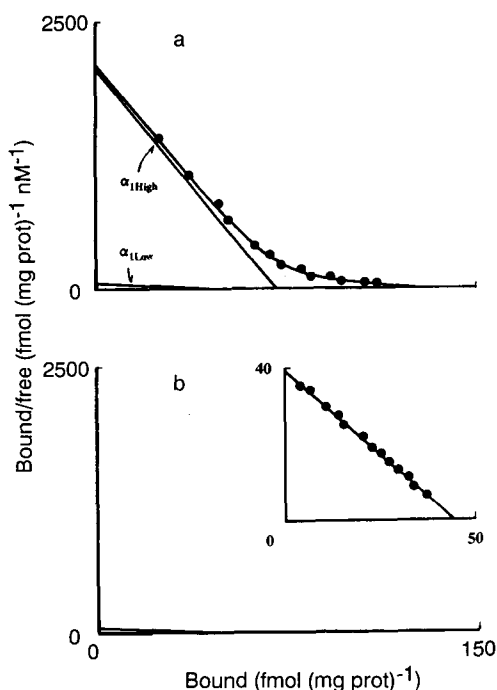 2500
a
α1High
α1Low
0
Bound/free (fmol (mg prot)⁻¹ nM⁻¹)
2500
b
40
0
50
0
0
150
Bound (fmol (mg prot)⁻¹)